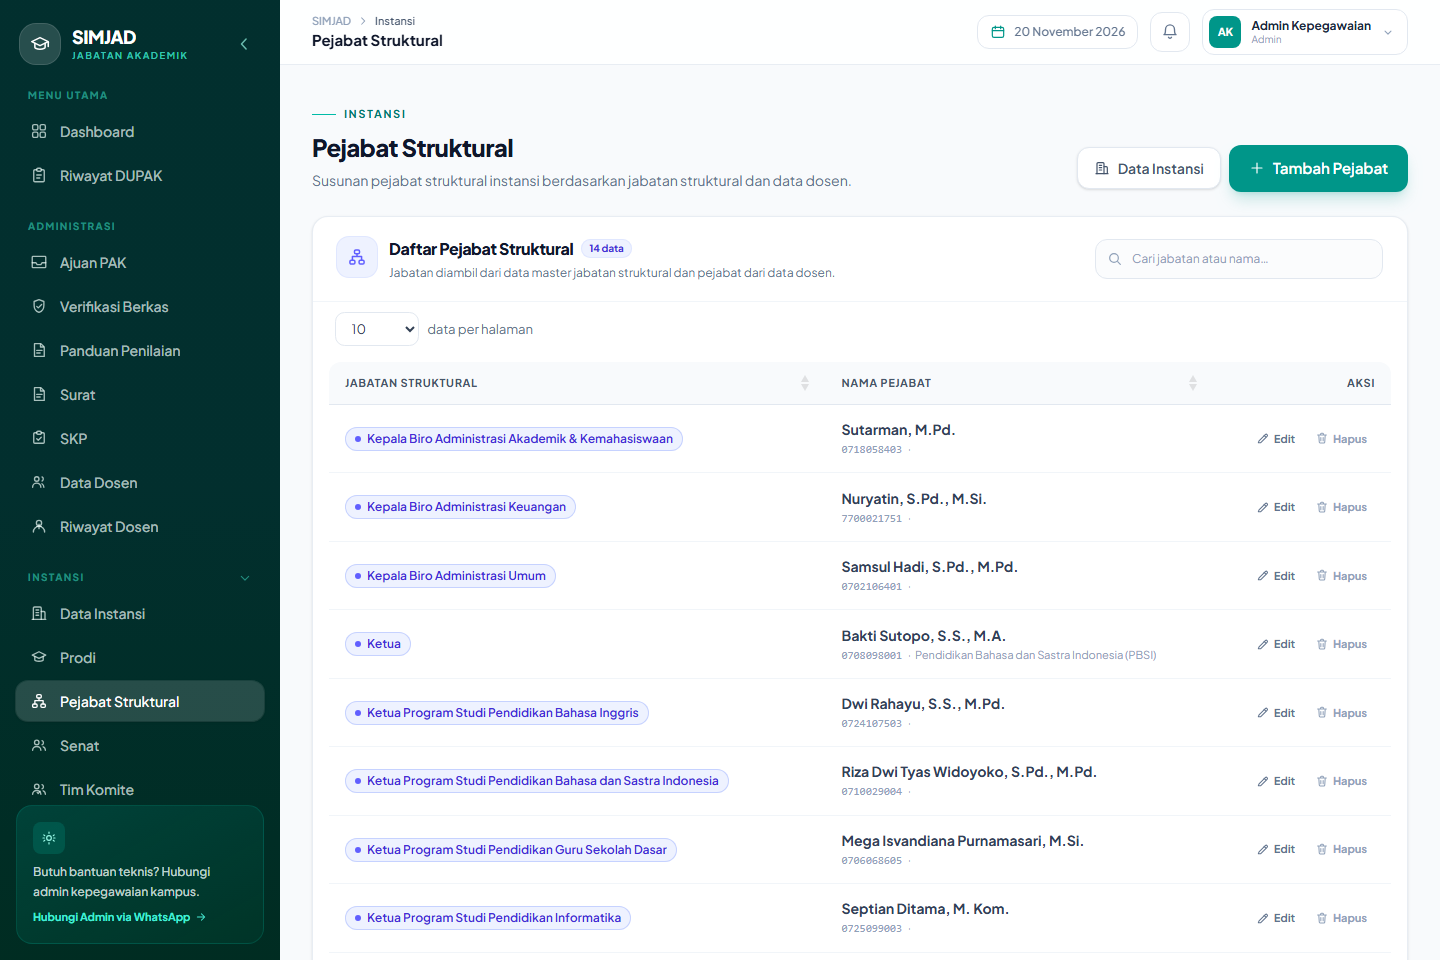 SIMJAD
JABATAN AKADEMIK
MENU UTAMA
Dashboard
Riwayat DUPAK
ADMINISTRASI
Ajuan PAK
Verifikasi Berkas
Panduan Penilaian
Surat
SKP
Data Dosen
Riwayat Dosen
INSTANSI
Data Instansi
Prodi
Pejabat Struktural
Senat
Tim Komite
Butuh bantuan teknis? Hubungi
admin kepegawaian kampus.
Hubungi Admin via WhatsApp →
SIMJAD > Instansi
Pejabat Struktural
20 November 2026
AK
Admin Kepegawaian
Admin
INSTANSI
Pejabat Struktural
Susunan pejabat struktural instansi berdasarkan jabatan struktural dan data dosen.
Data Instansi
+ Tambah Pejabat
Daftar Pejabat Struktural 14 data
Jabatan diambil dari data master jabatan struktural dan pejabat dari data dosen.
Cari jabatan atau nama...
10 data per halaman
JABATAN STRUKTURAL NAMA PEJABAT AKSI
Kepala Biro Administrasi Akademik & Kemahasiswaan
Sutarman, M.Pd.
0718058403 ·
Edit Hapus
Kepala Biro Administrasi Keuangan
Nuryatin, S.Pd., M.Si.
7700021751 ·
Edit Hapus
Kepala Biro Administrasi Umum
Samsul Hadi, S.Pd., M.Pd.
0702106401 ·
Edit Hapus
Ketua
Bakti Sutopo, S.S., M.A.
0708098001 · Pendidikan Bahasa dan Sastra Indonesia (PBSI)
Edit Hapus
Ketua Program Studi Pendidikan Bahasa Inggris
Dwi Rahayu, S.S., M.Pd.
0724107503 ·
Edit Hapus
Ketua Program Studi Pendidikan Bahasa dan Sastra Indonesia
Riza Dwi Tyas Widoyoko, S.Pd., M.Pd.
0710029004 ·
Edit Hapus
Ketua Program Studi Pendidikan Guru Sekolah Dasar
Mega Isvandiana Purnamasari, M.Si.
0706068605 ·
Edit Hapus
Ketua Program Studi Pendidikan Informatika
Septian Ditama, M. Kom.
0725099003 ·
Edit Hapus